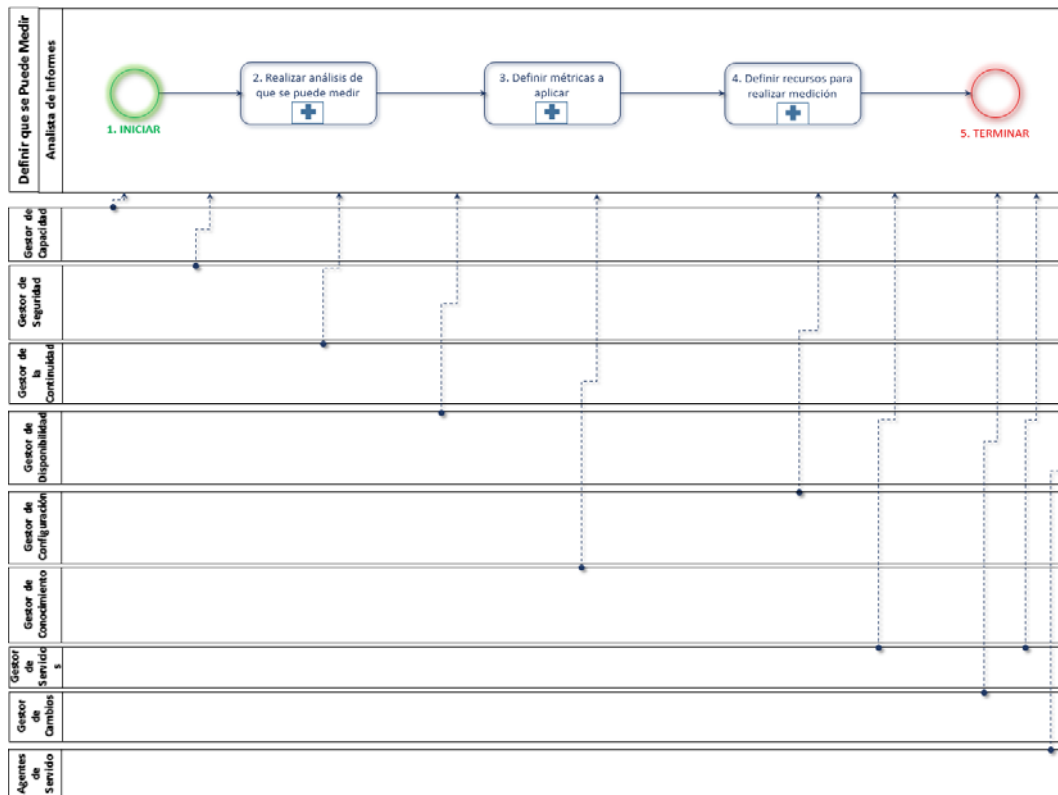 Definir que se Puede Medir
Analista de Informes
2. Realizar análisis de
que se puede medir
3. Definir métricas a
aplicar
4. Definir recursos para
realizar medición
1. INICIAR
5. TERMINAR
Gestor de
Capacidad
Gestor de
Seguridad
Gestor de
la
Continuidad
Gestor de
Disponibilidad
Gestor de
Configuración
Gestor de
Conocimiento
Gestor
de
Servicio
s
Gestor
de
Cambios
Agentes
de
Servicio